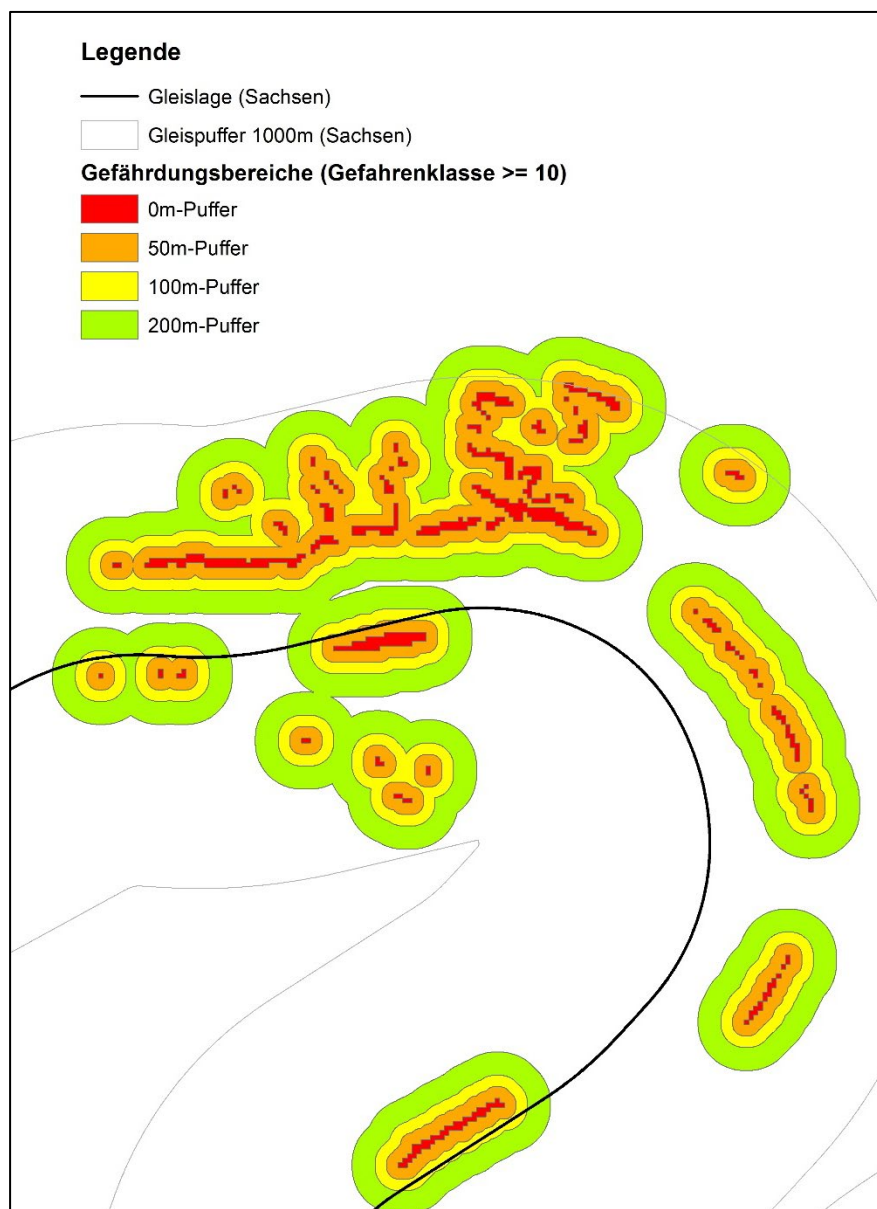 Legende
Gleislage (Sachsen)
Gleispuffer 1000m (Sachsen)
Gefährdungsbereiche (Gefahrenklasse >= 10)
0m-Puffer
50m-Puffer
100m-Puffer
200m-Puffer